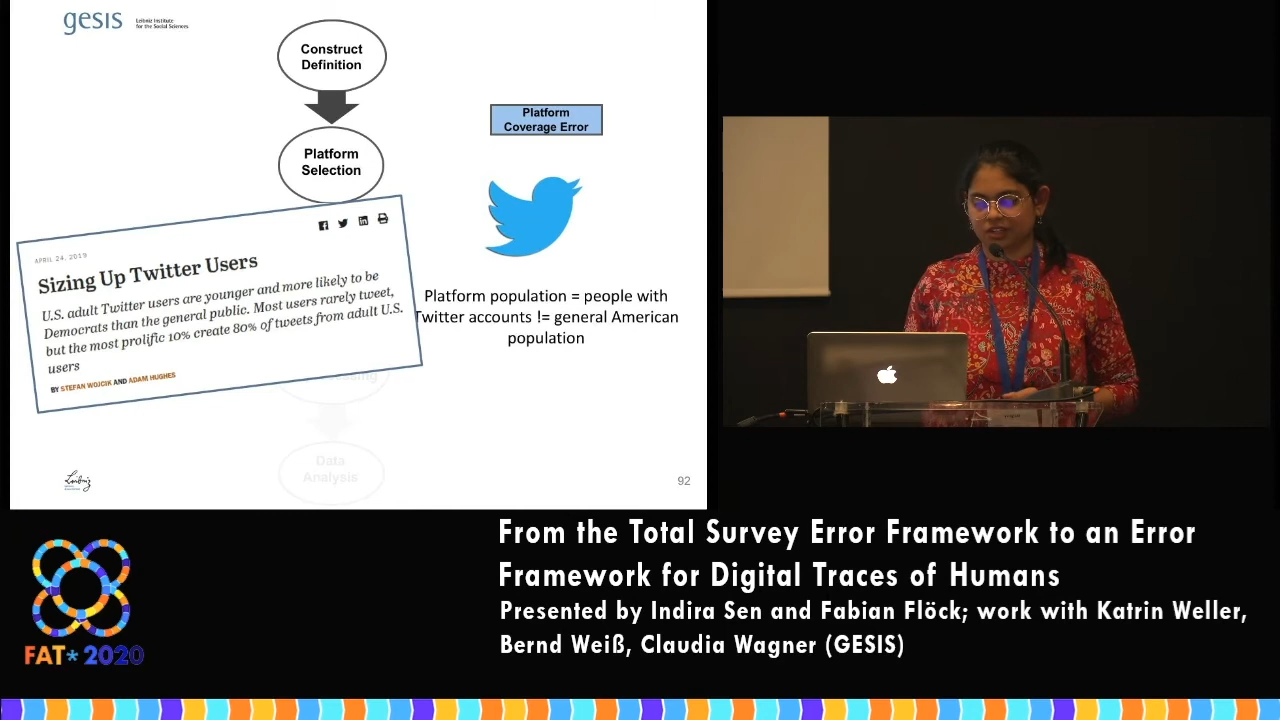 gesis
Leibniz Institute
for the Social Sciences
Construct
Definition
Platform
Selection
Platform
Coverage Error
APRIL 24, 2019
Sizing Up Twitter Users
U.S. adult Twitter users are younger and more likely to be
Democrats than the general public. Most users rarely tweet,
but the most prolific 10% create 80% of tweets from adult U.S.
users
BY STEFAN WOJCIK AND ADAM HUGHES
Platform population = people with
Twitter accounts != general American
population
Data
Analysis
Leibniz
92
From the Total Survey Error Framework to an Error
Framework for Digital Traces of Humans
Presented by Indira Sen and Fabian Flöck; work with Katrin Weller,
Bernd Weiß, Claudia Wagner (GESIS)
FAT* 2020